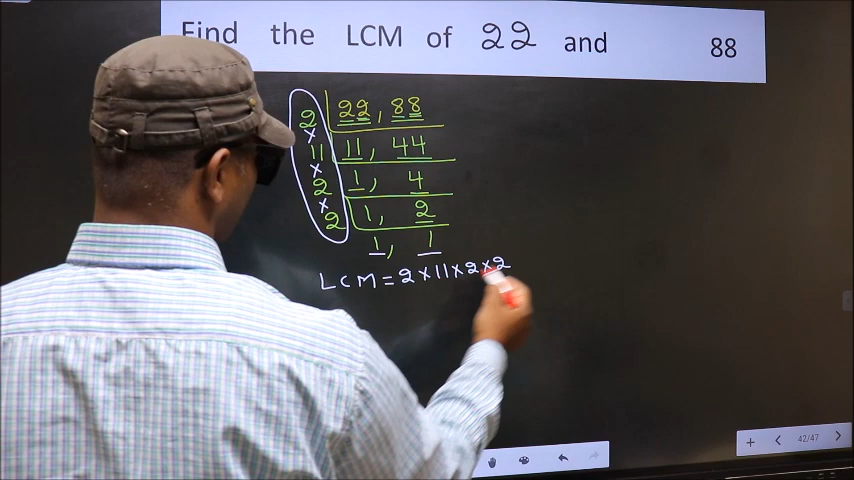 Find the LCM of 22 and 88
2 22, 88
×
11 11, 44
×
2 1, 4
×
2 1, 2
1, 1
LCM = 2 × 11 × 2 × 2
42/47